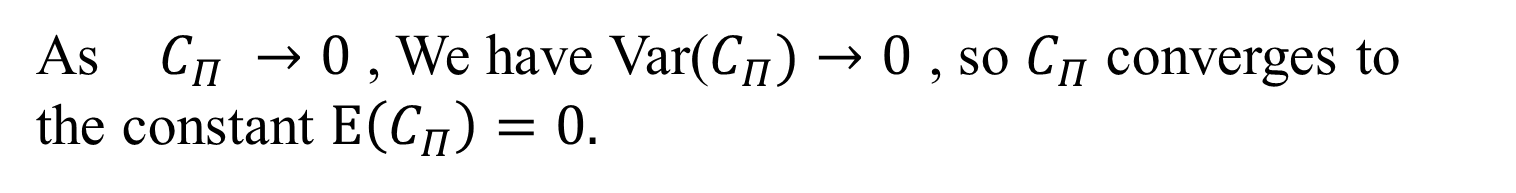 As C_Π → 0 , We have Var(C_Π) → 0 , so C_Π converges to
the constant E(C_Π) = 0.